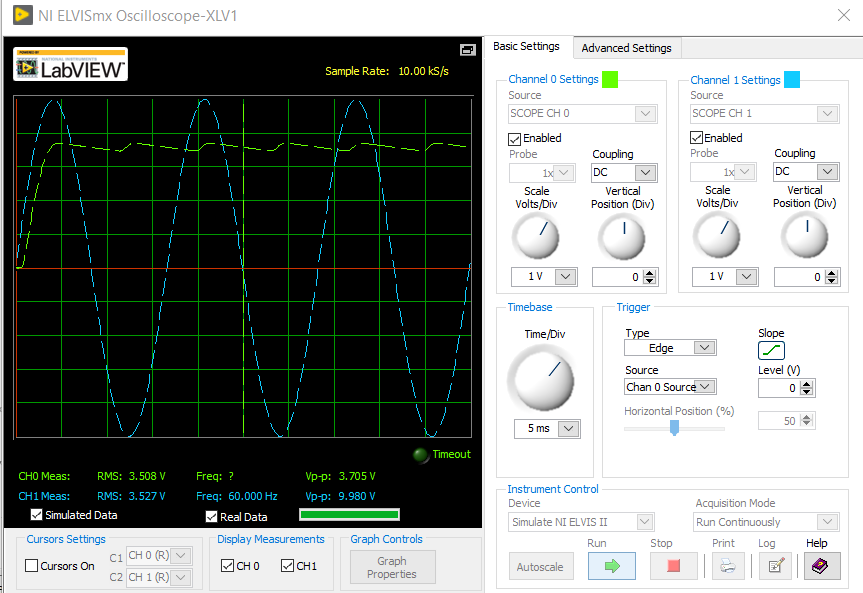 NI ELVISmx Oscilloscope-XLV1
POWERED BY
NATIONAL INSTRUMENTS
LabVIEW™
Sample Rate: 10.00 kS/s
Timeout
CH0 Meas: RMS: 3.508 V Freq: ? Vp-p: 3.705 V
CH1 Meas: RMS: 3.527 V Freq: 60.000 Hz Vp-p: 9.980 V
Simulated Data Real Data
Cursors Settings
Cursors On
C1 CH 0 (R)
C2 CH 1 (R)
Display Measurements
CH 0 CH1
Graph Controls
Graph
Properties
Basic Settings Advanced Settings
Channel 0 Settings
Source
SCOPE CH 0
Enabled
Probe Coupling
1x DC
Scale Vertical
Volts/Div Position (Div)
1 V 0
Channel 1 Settings
Source
SCOPE CH 1
Enabled
Probe Coupling
1x DC
Scale Vertical
Volts/Div Position (Div)
1 V 0
Timebase
Time/Div
5 ms
Trigger
Type Slope
Edge
Source Level (V)
Chan 0 Source 0
Horizontal Position (%)
50
Instrument Control
Device Acquisition Mode
Simulate NI ELVIS II Run Continuously
Run Stop Print Log Help
Autoscale